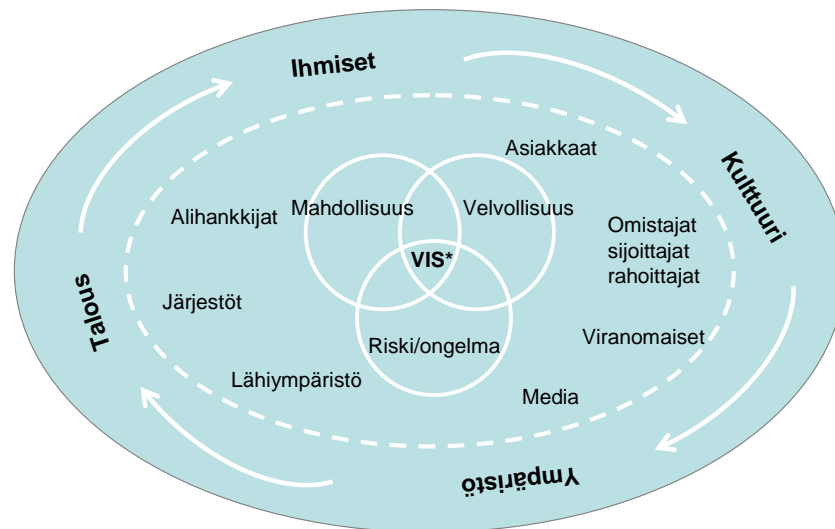 Ihmiset
Kulttuuri
Ympäristö
Talous
Asiakkaat
Alihankkijat
Mahdollisuus
Velvollisuus
Omistajat
sijoittajat
rahoittajat
VIS*
Järjestöt
Riski/ongelma
Viranomaiset
Lähiympäristö
Media